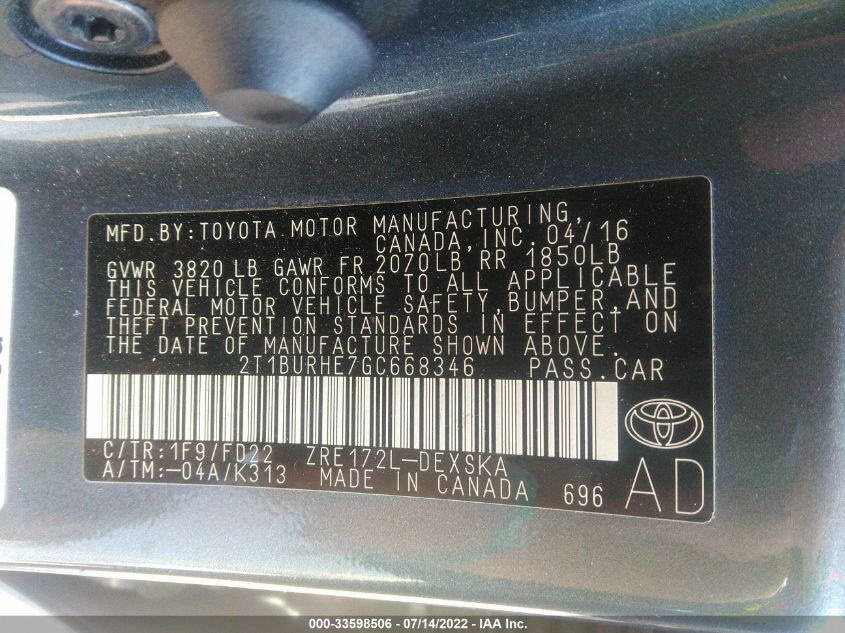 MFD.BY:TOYOTA MOTOR MANUFACTURING,
CANADA,INC. 04/16
GVWR 3820 LB GAWR FR 2070LB RR 1850LB
THIS VEHICLE CONFORMS TO ALL APPLICABLE
FEDERAL MOTOR VEHICLE SAFETY,BUMPER,AND
THEFT PREVENTION STANDARDS IN EFFECT ON
THE DATE OF MANUFACTURE SHOWN ABOVE.
2T1BURHE7GC668346 PASS.CAR
C/TR:1F9/FD22 ZRE172L-DEXSKA
A/TM:-04A/K313 MADE IN CANADA 696
AD
000-33598506 / 07/14/2022 - IAA Inc.